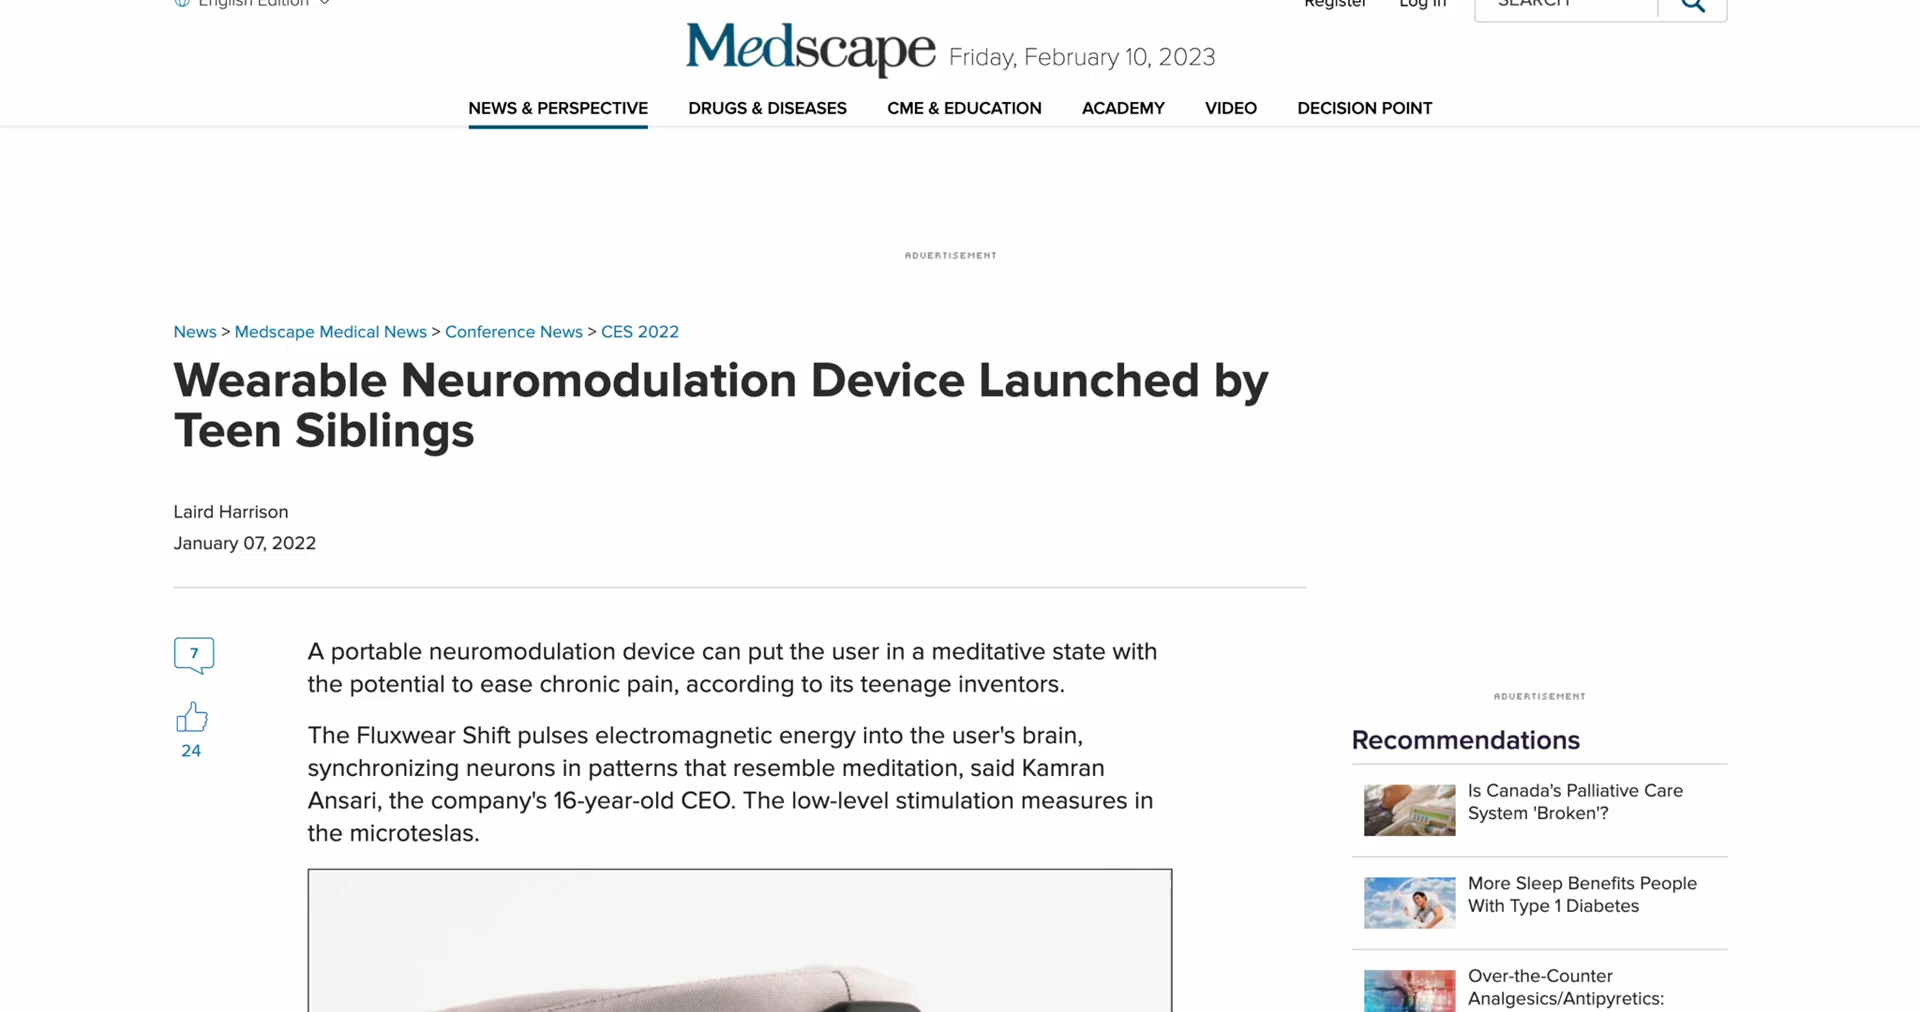 English Edition
Register
Log In
SEARCH
Medscape
Friday, February 10, 2023
NEWS & PERSPECTIVE
DRUGS & DISEASES
CME & EDUCATION
ACADEMY
VIDEO
DECISION POINT
ADVERTISEMENT
News > Medscape Medical News > Conference News > CES 2022
Wearable Neuromodulation Device Launched by
Teen Siblings
Laird Harrison
January 07, 2022
7
24
A portable neuromodulation device can put the user in a meditative state with
the potential to ease chronic pain, according to its teenage inventors.
The Fluxwear Shift pulses electromagnetic energy into the user's brain,
synchronizing neurons in patterns that resemble meditation, said Kamran
Ansari, the company's 16-year-old CEO. The low-level stimulation measures in
the microteslas.
ADVERTISEMENT
Recommendations
Is Canada's Palliative Care
System 'Broken'?
More Sleep Benefits People
With Type 1 Diabetes
Over-the-Counter
Analgesics/Antipyretics: